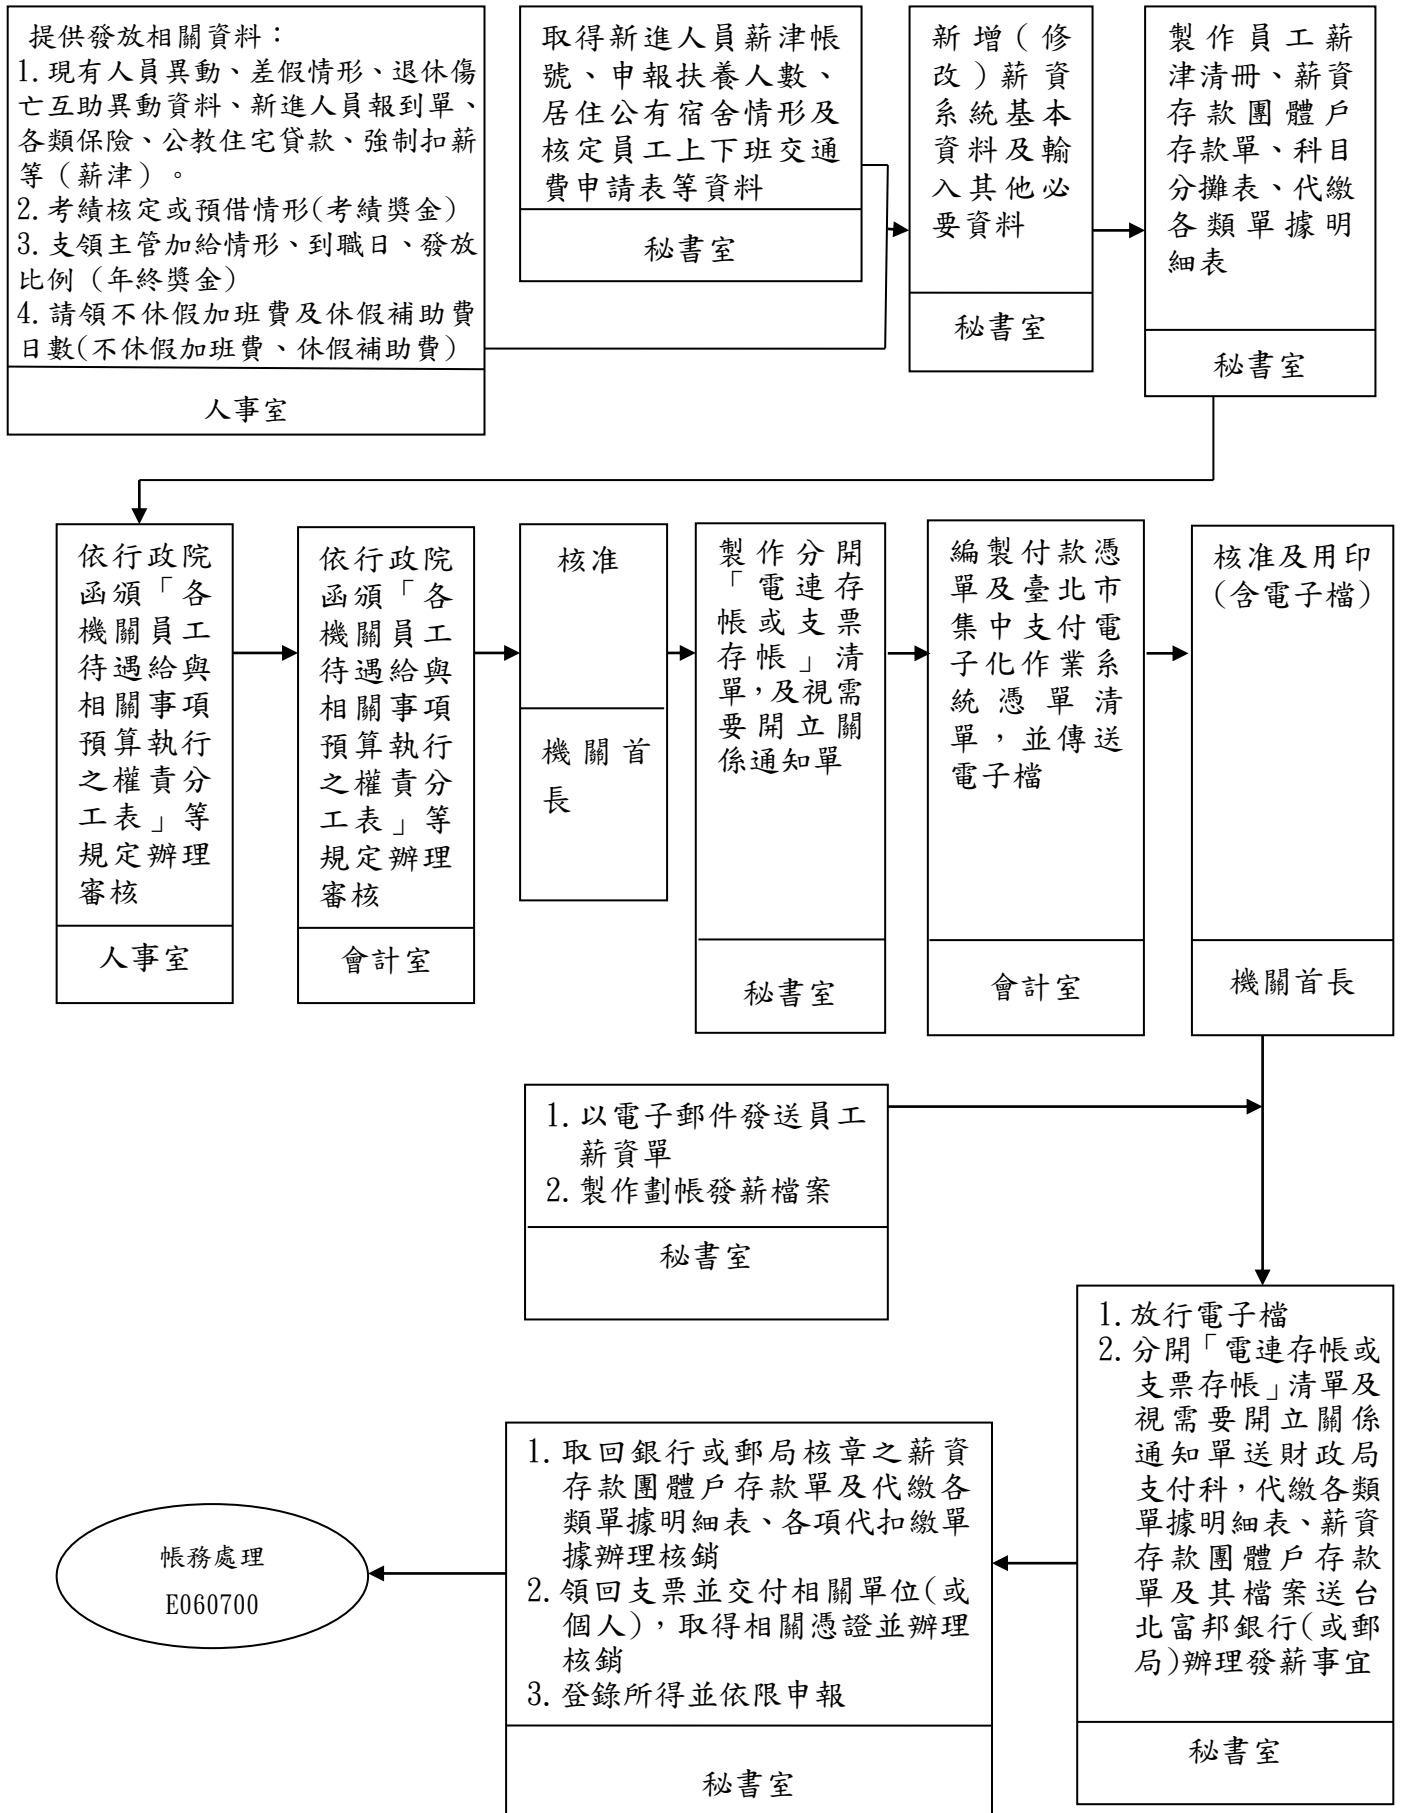 提供發放相關資料：
1.現有人員異動、差假情形、退休傷
亡互助異動資料、新進人員報到單、
各類保險、公教住宅貸款、強制扣薪
等（薪津）。
2.考績核定或預借情形(考績獎金)
3.支領主管加給情形、到職日、發放
比例（年終獎金)
4.請領不休假加班費及休假補助費
日數(不休假加班費、休假補助費)
人事室
取得新進人員薪津帳
號、申報扶養人數、
居住公有宿舍情形及
核定員工上下班交通
費申請表等資料
秘書室
新增（修
改）薪資
系統基本
資料及輸
入其他必
要資料
秘書室
製作員工薪
津清冊、薪資
存款團體戶
存款單、科目
分攤表、代繳
各類單據明
細表
秘書室
依行政院
函頒「各
機關員工
待遇給與
相關事項
預算執行
之權責分
工表」等
規定辦理
審核
人事室
依行政院
函頒「各
機關員工
待遇給與
相關事項
預算執行
之權責分
工表」等
規定辦理
審核
會計室
核准
機關首
長
製作分開
「電連存
帳或支票
存帳」清
單，及視需
要開立關
係通知單
秘書室
編製付款憑
單及臺北市
集中支付電
子化作業系
統憑單清
單，並傳送
電子檔
會計室
核准及用印
(含電子檔)
機關首長
1.以電子郵件發送員工
薪資單
2.製作劃帳發薪檔案
秘書室
1.放行電子檔
2.分開「電連存帳或
支票存帳」清單及
視需要開立關係
通知單送財政局
支付科，代繳各類
單據明細表、薪資
存款團體戶存款
單及其檔案送台
北富邦銀行(或郵
局)辦理發薪事宜
秘書室
1.取回銀行或郵局核章之薪資
存款團體戶存款單及代繳各
類單據明細表、各項代扣繳單
據辦理核銷
2.領回支票並交付相關單位(或
個人)，取得相關憑證並辦理
核銷
3.登錄所得並依限申報
秘書室
帳務處理
E060700